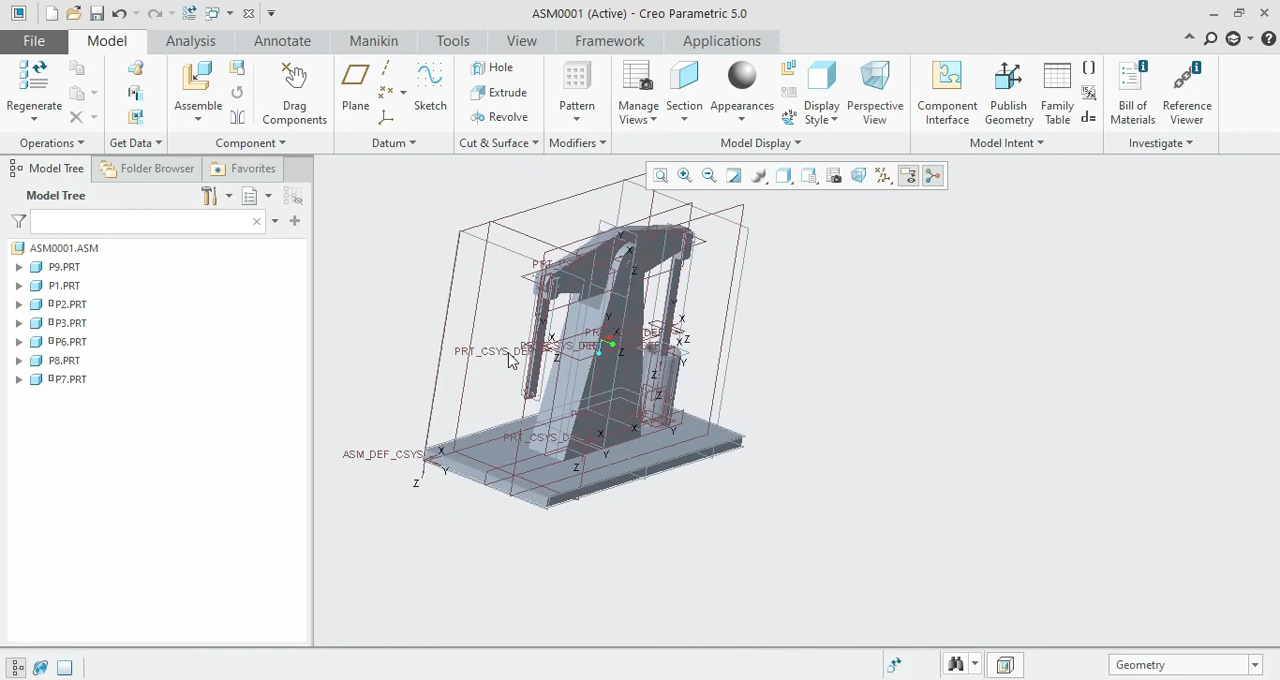 ASM0001 (Active) - Creo Parametric 5.0
File Model Analysis Annotate Manikin Tools View Framework Applications
Regenerate
Assemble
Drag
Components
Plane
Sketch
Hole
Extrude
Revolve
Pattern
Manage
Views
Section
Appearances
Display
Style
Perspective
View
Component
Interface
Publish
Geometry
Family
Table
d=
Bill of
Materials
Reference
Viewer
Operations Get Data Component Datum Cut & Surface Modifiers Model Display Model Intent Investigate
Model Tree Folder Browser Favorites
Model Tree
ASM0001.ASM
P9.PRT
P1.PRT
P2.PRT
P3.PRT
P6.PRT
P8.PRT
P7.PRT
PRT_CSYS_DEF
ASM_DEF_CSYS
X
Y
Z
Geometry